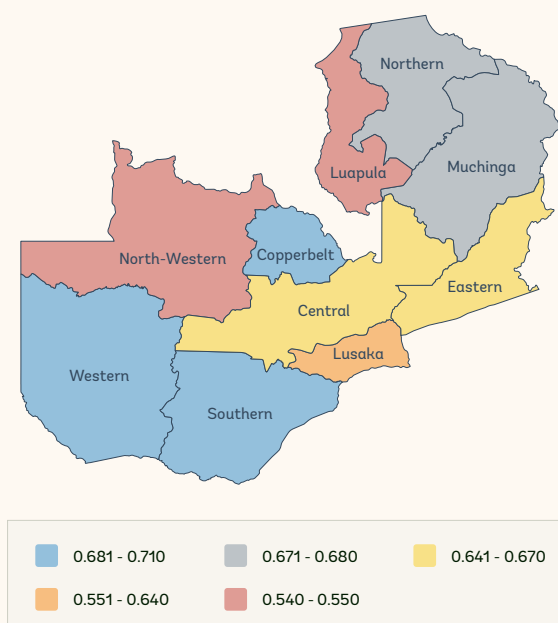 Northern
Muchinga
Luapula
North-Western
Copperbelt
Eastern
Central
Lusaka
Western
Southern
0.681 - 0.710
0.671 - 0.680
0.641 - 0.670
0.551 - 0.640
0.540 - 0.550